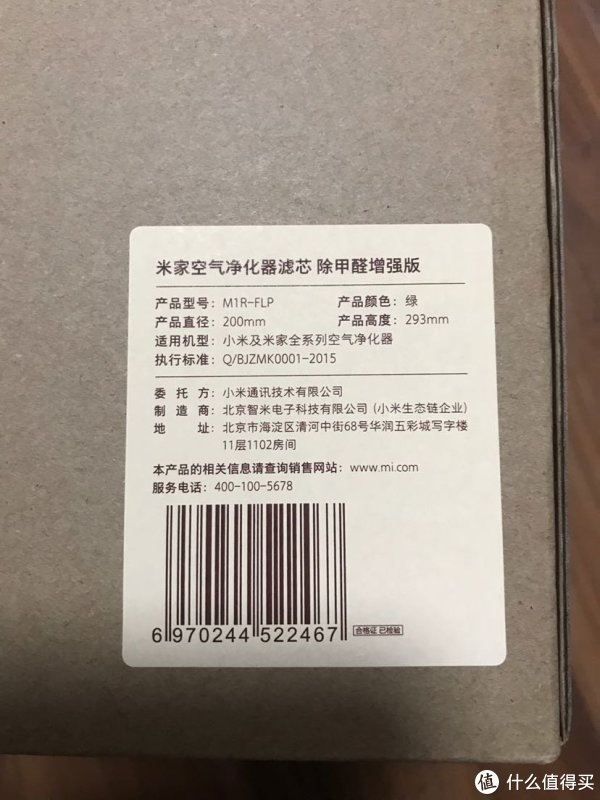 米家空气净化器滤芯 除甲醛增强版
产品型号：M1R-FLP 产品颜色：绿
产品直径：200mm 产品高度：293mm
适用机型：小米及米家全系列空气净化器
执行标准：Q/BJZMK0001-2015
委托方：小米通讯技术有限公司
制造商：北京智米电子科技有限公司 (小米生态链企业)
地址：北京市海淀区清河中街68号华润五彩城写字楼
11层1102房间
本产品的相关信息请查询销售网站：www.mi.com
服务电话：400-100-5678
6 970244 522467
合格证 已检验
值 什么值得买